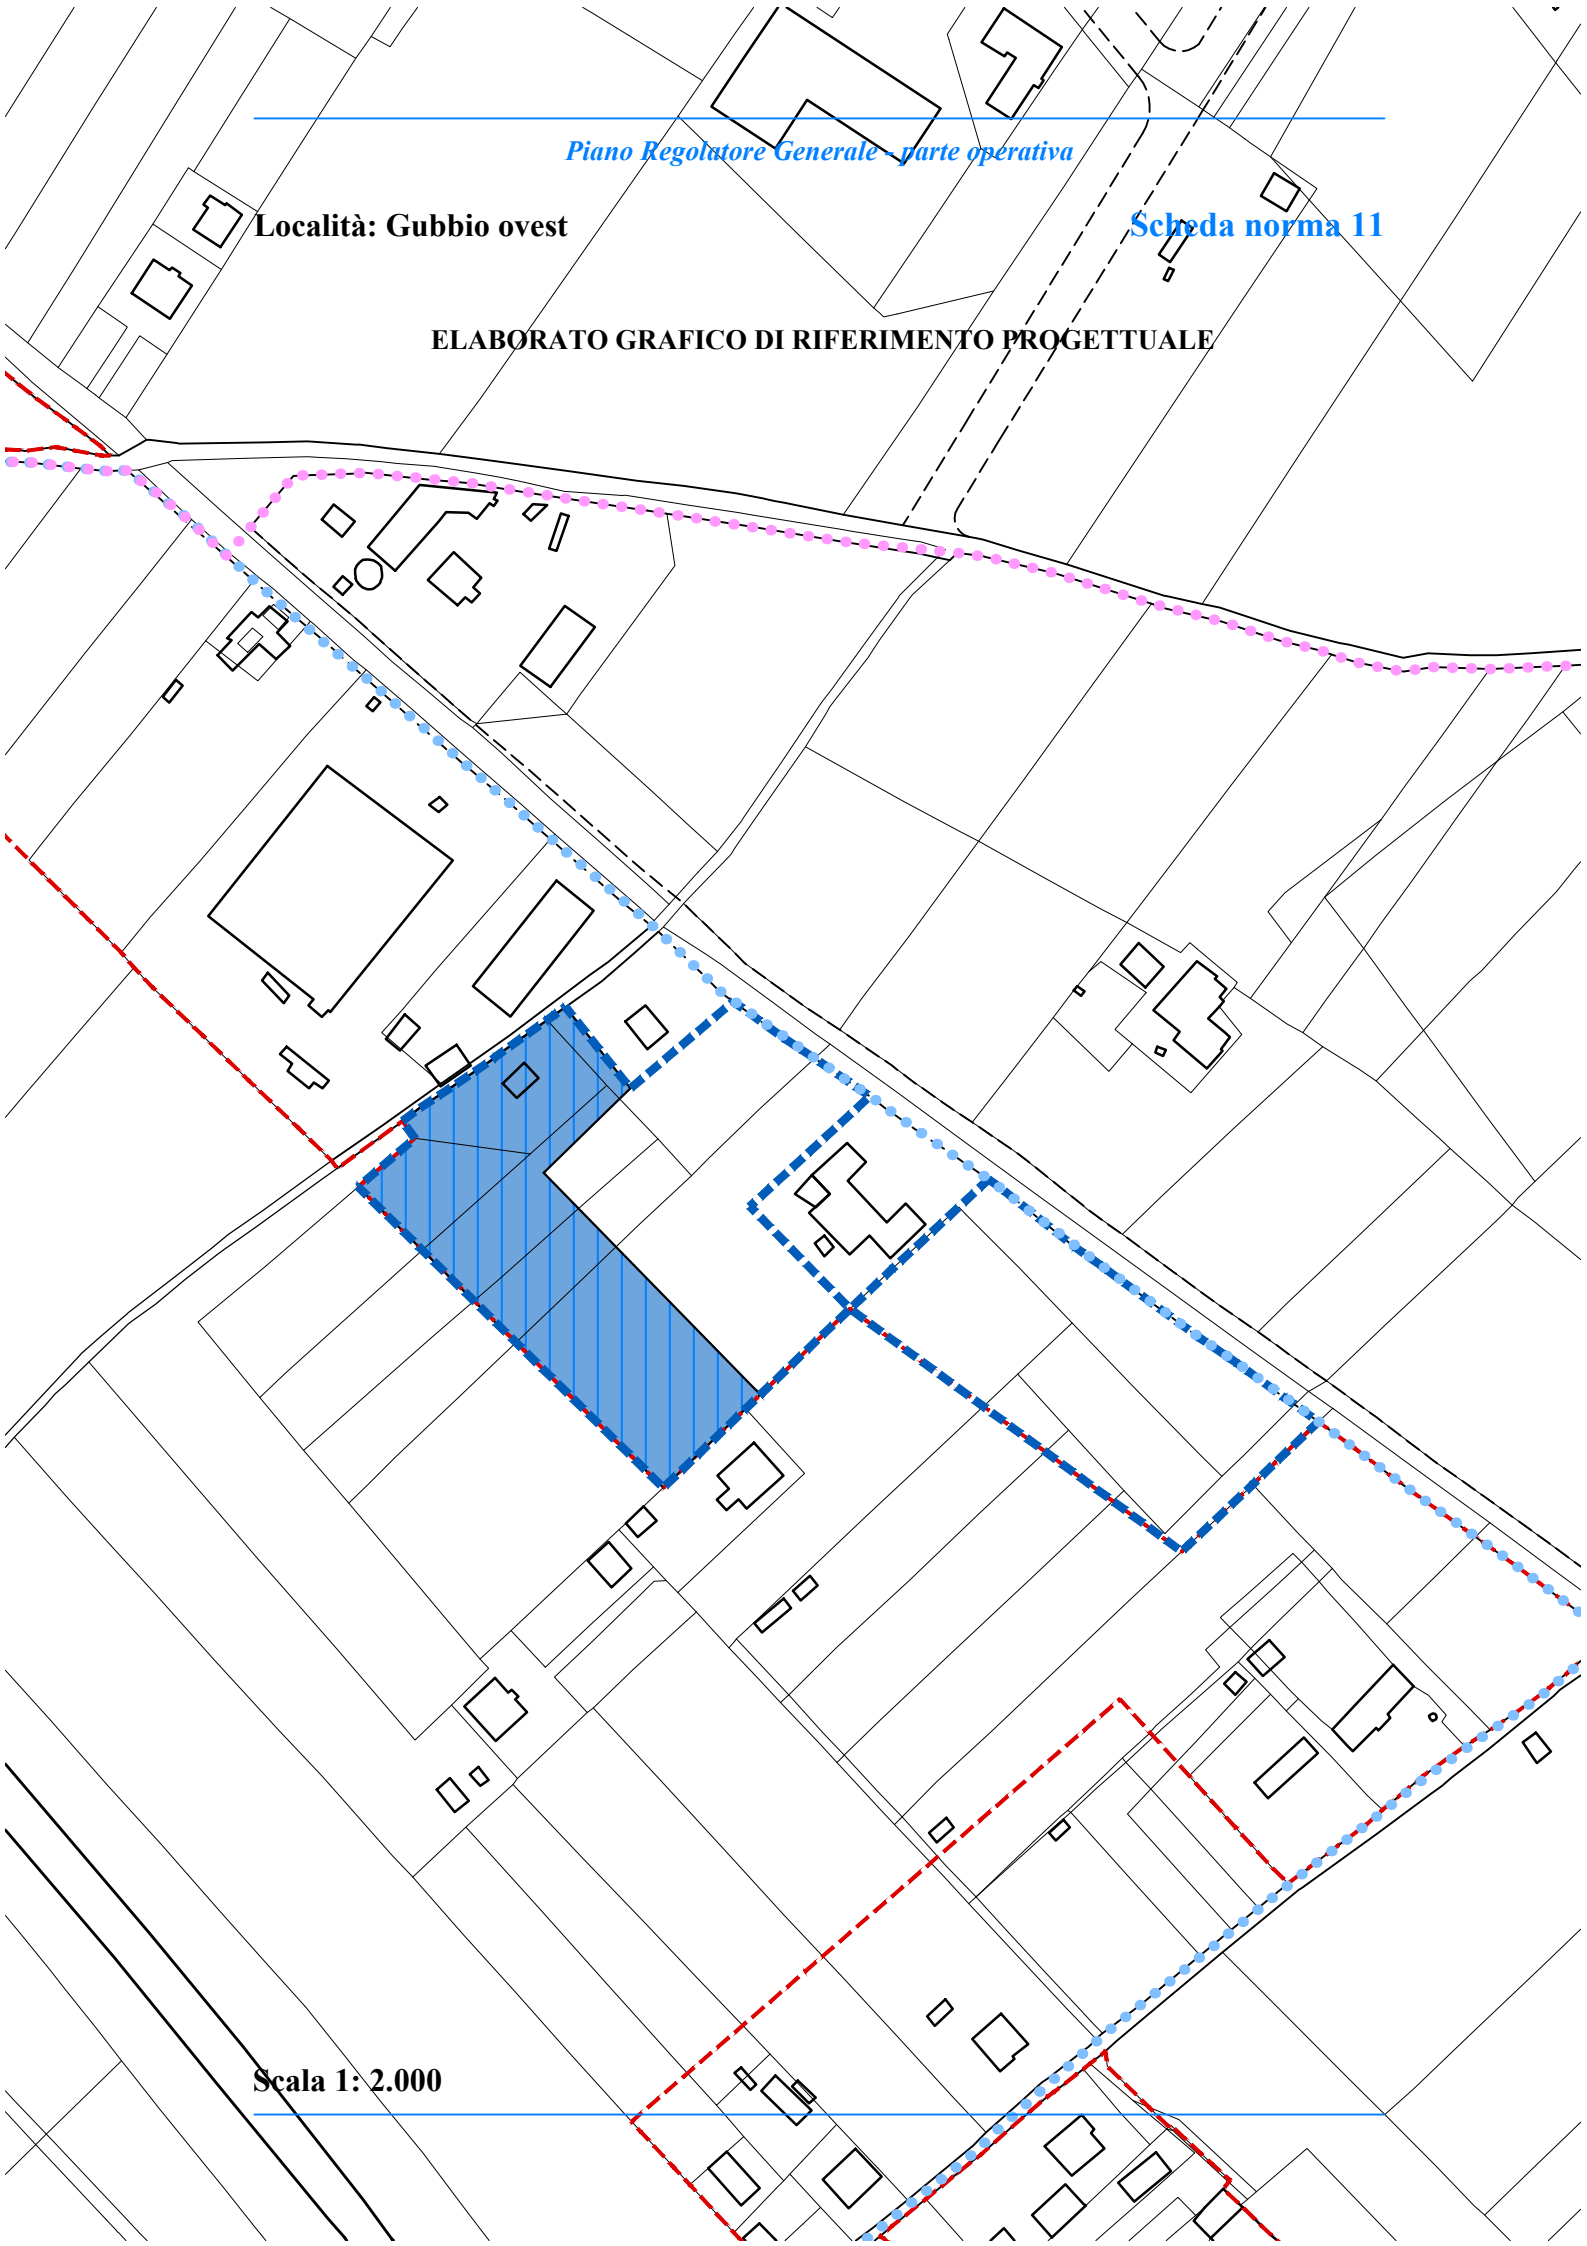 Piano Regolatore Generale - parte operativa
Località: Gubbio ovest
Scheda norma 11
ELABORATO GRAFICO DI RIFERIMENTO PROGETTUALE
Scala 1: 2.000